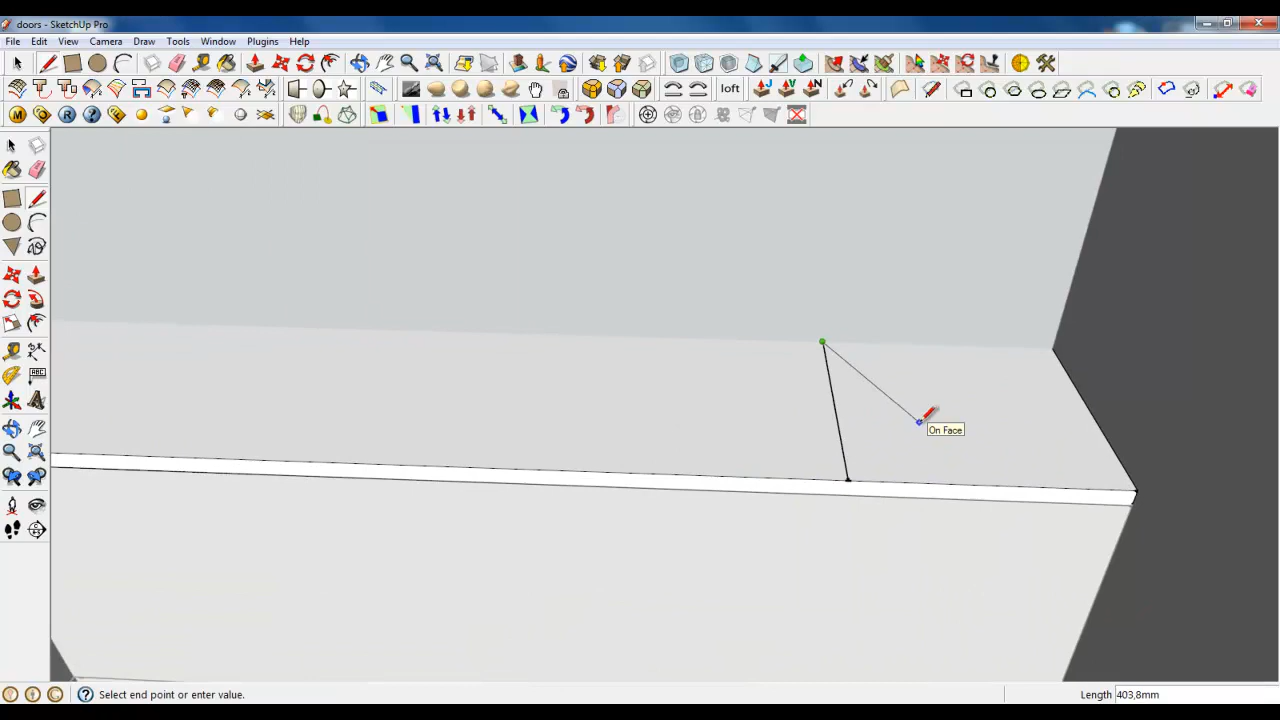 doors - SketchUp Pro
File Edit View Camera Draw Tools Window Plugins Help
loft
M R ?
ABC
On Face
? Select end point or enter value.
Length 403,8mm